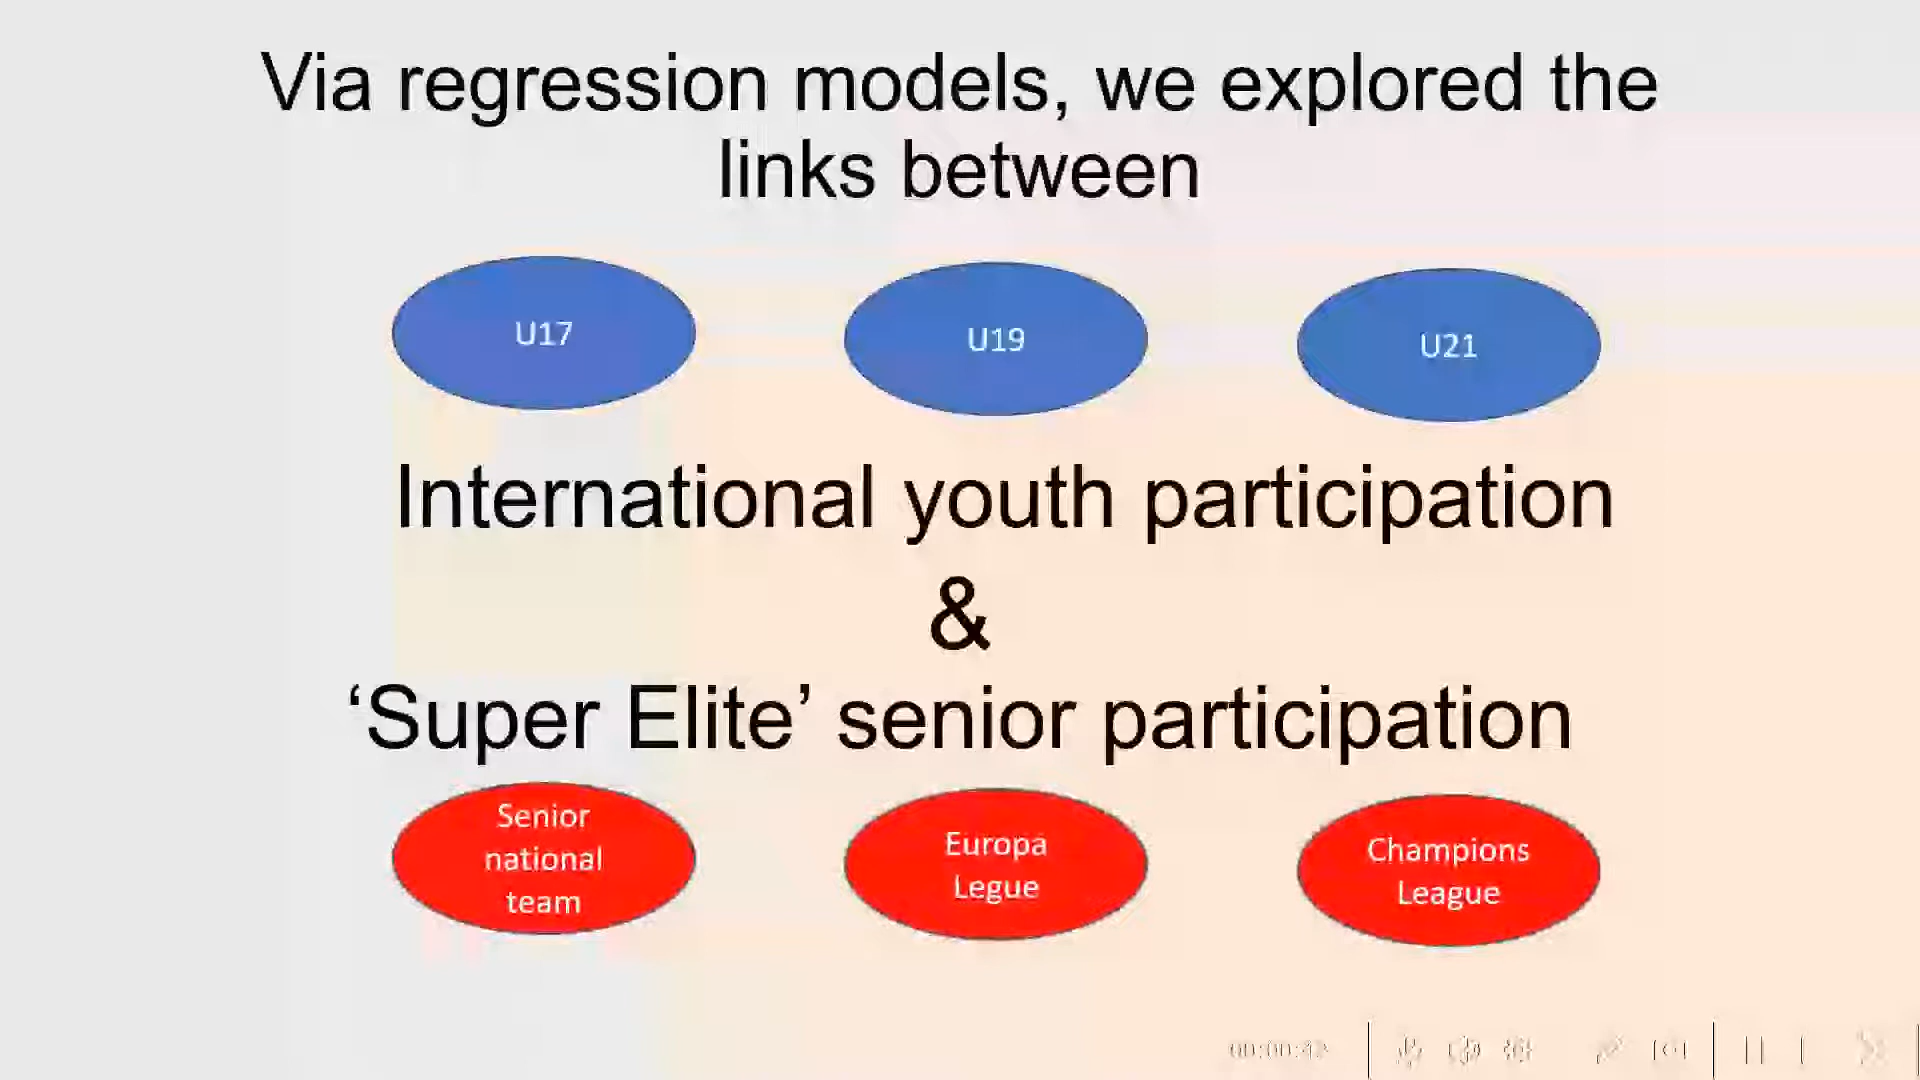 Via regression models, we explored the
links between
U17
U19
U21
International youth participation
&
‘Super Elite’ senior participation
Senior
national
team
Europa
Legue
Champions
League